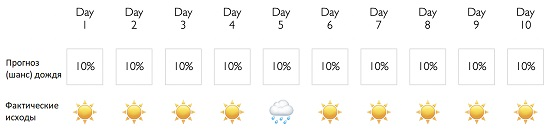 Day Day Day Day Day Day Day Day Day Day
1 2 3 4 5 6 7 8 9 10
Прогноз
(шанс) дождя
10% 10% 10% 10% 10% 10% 10% 10% 10% 10%
Фактические
исходы